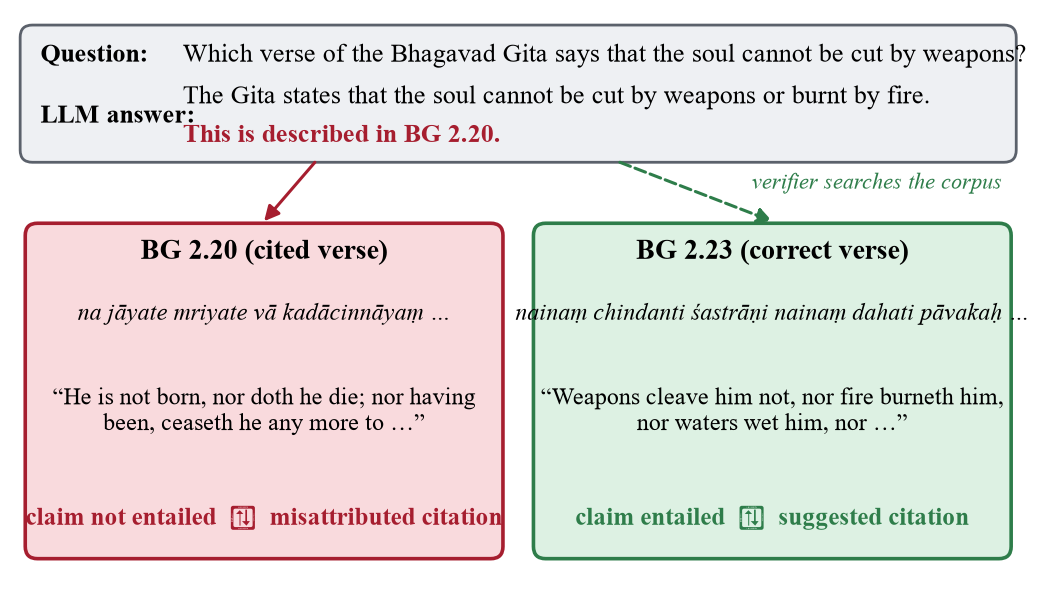 Question: Which verse of the Bhagavad Gita says that the soul cannot be cut by weapons?
LLM answer: The Gita states that the soul cannot be cut by weapons or burnt by fire.
This is described in BG 2.20.
verifier searches the corpus
BG 2.20 (cited verse)
na jāyate mriyate vā kadācinnāyaṃ …
“He is not born, nor doth he die; nor having
been, ceaseth he any more to …”
claim not entailed misattributed citation
BG 2.23 (correct verse)
nainaṃ chindanti śastrāṇi nainaṃ dahati pāvakaḥ …
“Weapons cleave him not, nor fire burneth him,
nor waters wet him, nor …”
claim entailed suggested citation